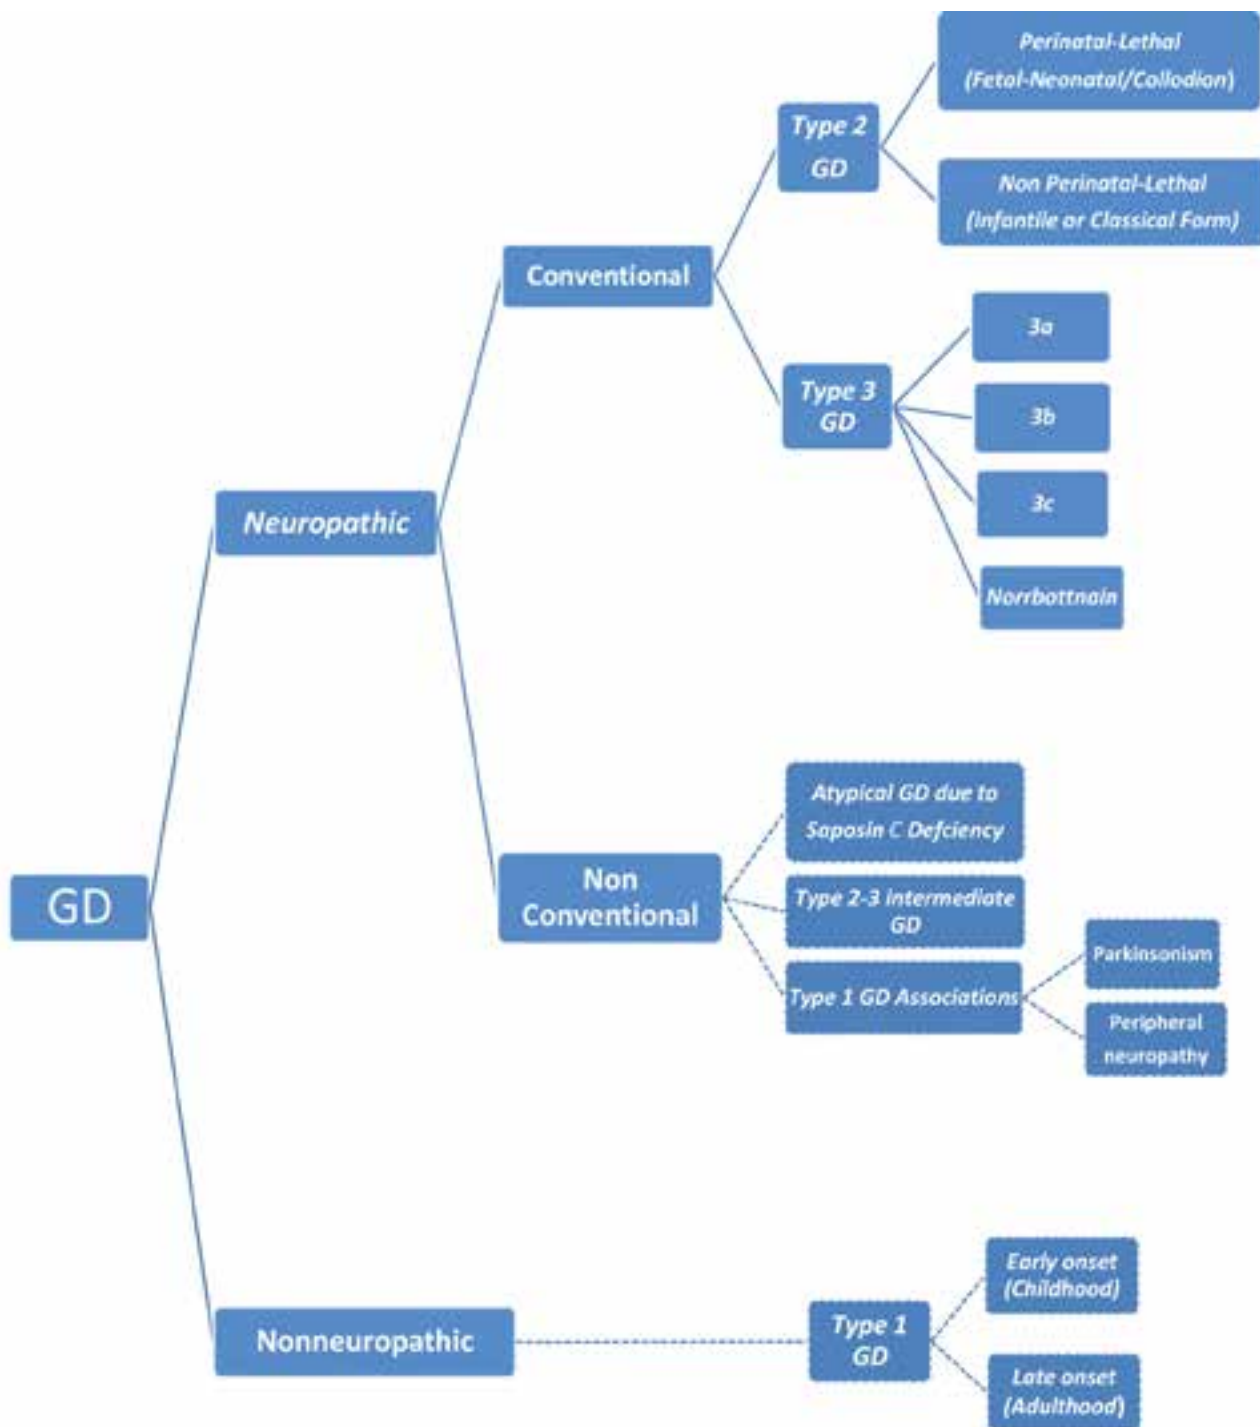 Perinatal-Lethal
(Fetal-Neonatal/Collodion)
Type 2
GD
Non Perinatal-Lethal
(Infantile or Classical Form)
Conventional
3a
Type 3
GD
3b
3c
Neuropathic
Norrbottnain
Atypical GD due to
Saposin C Defciency
Non
Conventional
GD
Type 2-3 intermediate
GD
Parkinsonism
Type 1 GD Associations
Peripheral
neuropathy
Early onset
(Childhood)
Nonneuropathic
Type 1
GD
Late onset
(Adulthood)